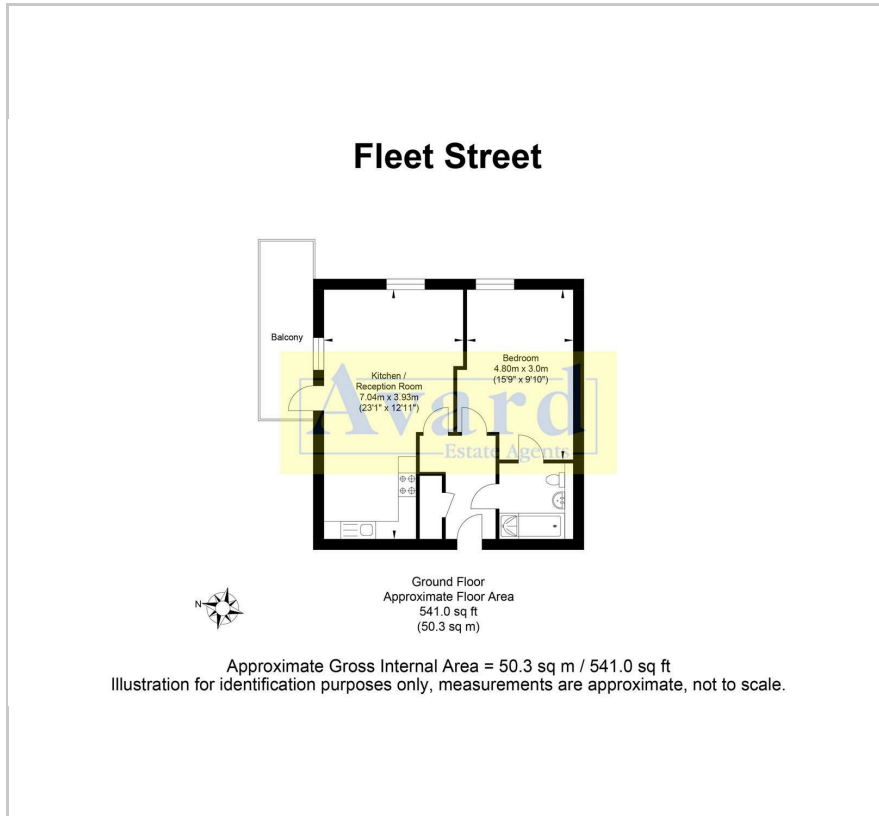 Fleet Street
Balcony
Kitchen /
Reception Room
7.04m x 3.93m
(23'1" x 12'11")
Bedroom
4.80m x 3.0m
(15'9" x 9'10")
Avard
Estate Agents
N
Ground Floor
Approximate Floor Area
541.0 sq ft
(50.3 sq m)
Approximate Gross Internal Area = 50.3 sq m / 541.0 sq ft
Illustration for identification purposes only, measurements are approximate, not to scale.